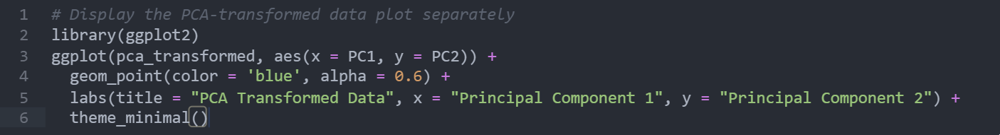 1 # Display the PCA-transformed data plot separately
2 library(ggplot2)
3 ggplot(pca_transformed, aes(x = PC1, y = PC2)) +
4   geom_point(color = 'blue', alpha = 0.6) +
5   labs(title = "PCA Transformed Data", x = "Principal Component 1", y = "Principal Component 2") +
6   theme_minimal()